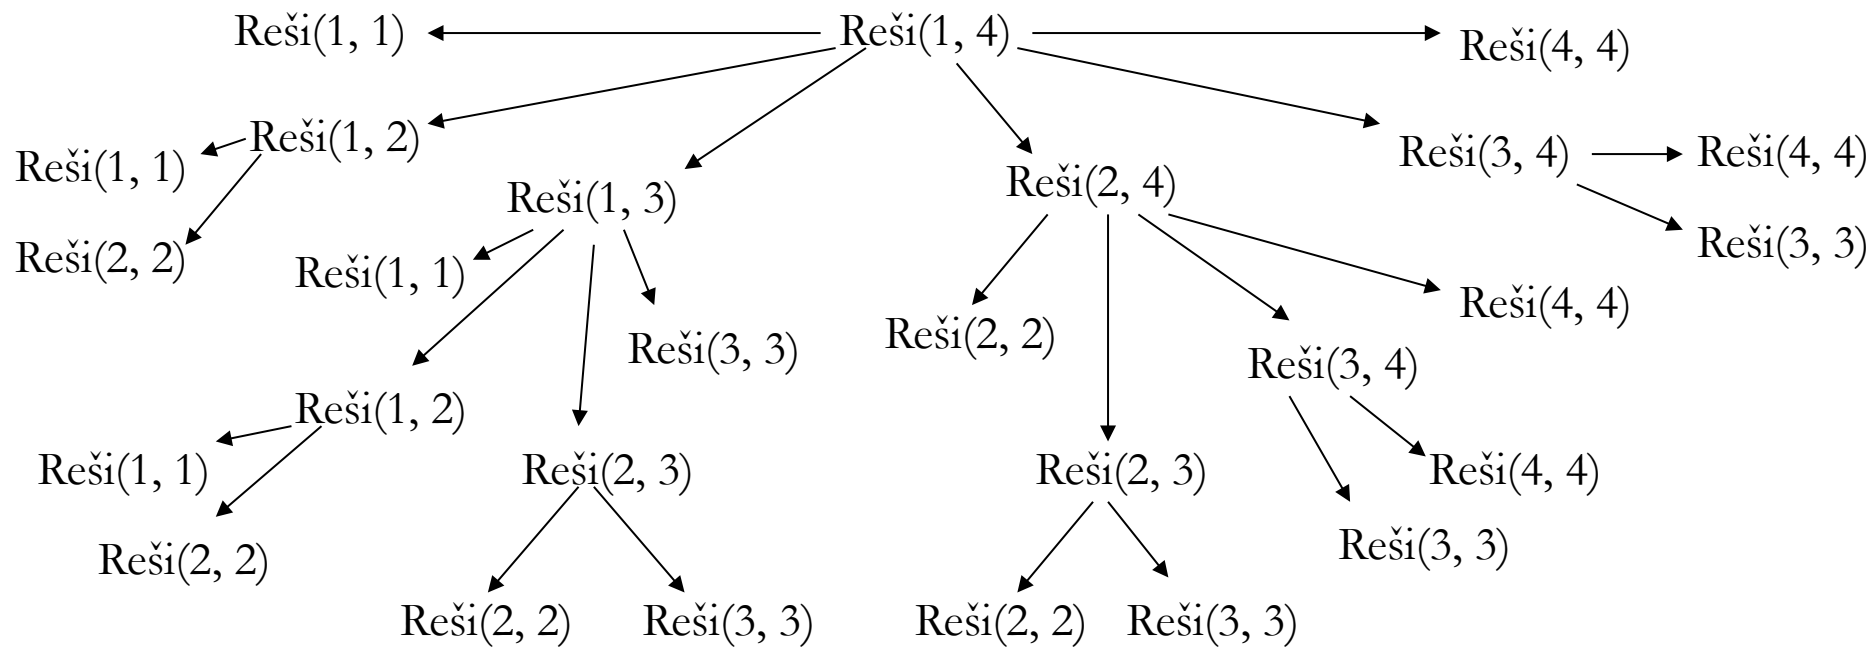 Reši(1, 1)
Reši(1, 4)
Reši(4, 4)
Reši(1, 2)
Reši(1, 1)
Reši(3, 4)
Reši(4, 4)
Reši(1, 3)
Reši(2, 4)
Reši(2, 2)
Reši(1, 1)
Reši(3, 3)
Reši(4, 4)
Reši(3, 3)
Reši(2, 2)
Reši(3, 4)
Reši(1, 2)
Reši(1, 1)
Reši(2, 3)
Reši(2, 3)
Reši(4, 4)
Reši(2, 2)
Reši(3, 3)
Reši(2, 2)
Reši(3, 3)
Reši(2, 2)
Reši(3, 3)